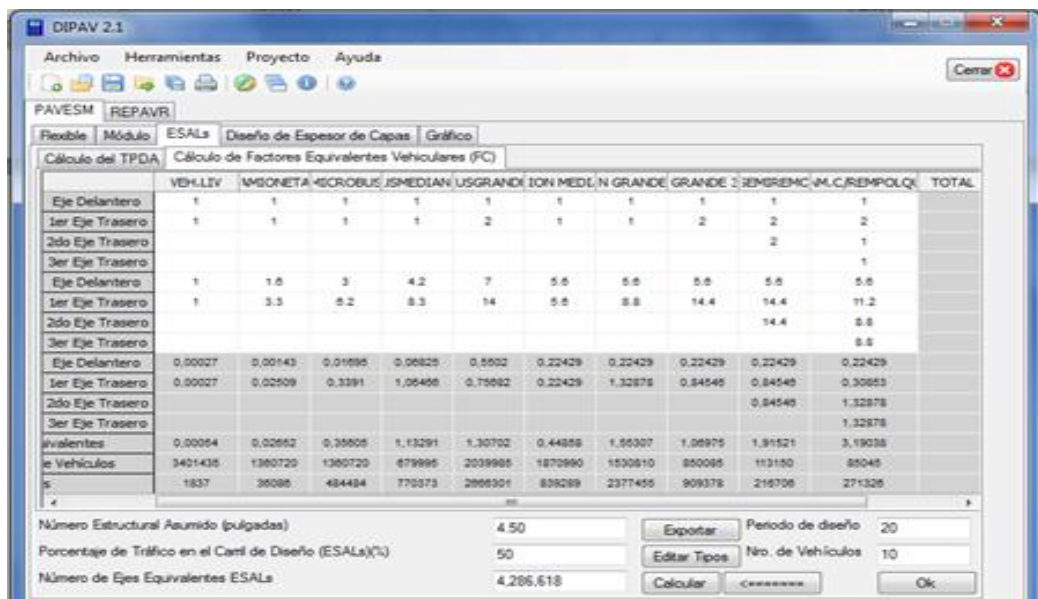 DIPAV 2.1
Archivo Herramientas Proyecto Ayuda
Cerrar
PAVESM REPAVR
Flexible Módulo ESALs Diseño de Espesor de Capas Gráfico
Cálculo del TPDA Cálculo de Factores Equivalentes Vehiculares (FC)
VEH.LIV AMIONETA MICROBUS JSMEDIAN USGRANDI ION MEDI N GRANDE GRANDE SEMIREMC M.C/REMPOLQI TOTAL
Eje Delantero 1 1 1 1 1 1 1 1 1 1
1er Eje Trasero 1 1 1 1 2 1 1 2 2 2
2do Eje Trasero 2 1
3er Eje Trasero 1
Eje Delantero 1 1.6 3 4.2 7 5.6 5.6 5.6 5.6 5.6
1er Eje Trasero 1 3.3 6.2 8.3 14 5.6 8.8 14.4 14.4 11.2
2do Eje Trasero 14.4 8.8
3er Eje Trasero 8.8
Eje Delantero 0,00027 0,00143 0,01695 0,06825 0,5502 0,22429 0,22429 0,22429 0,22429 0,22429
1er Eje Trasero 0,00027 0,02509 0,3391 1,06466 0,75682 0,22429 1,32878 0,84546 0,84546 0,30853
2do Eje Trasero 0,84546 1,32878
3er Eje Trasero 1,32878
ivalentes 0,00054 0,02652 0,35605 1,13291 1,30702 0,44858 1,55307 1,06975 1,91521 3,19038
e Vehículos 3401435 1360720 1360720 679995 2039985 1870990 1530810 850085 113150 85045
s 1837 36086 484484 770373 2666301 839289 2377455 909378 216706 271326
Número Estructural Asumido (pulgadas) 4.50 Exportar Periodo de diseño 20
Porcentaje de Tráfico en el Carril de Diseño (ESALs)(%) 50 Editar Tipos Nro. de Vehículos 10
Número de Ejes Equivalentes ESALs 4,286,618 Calcular <======= Ok